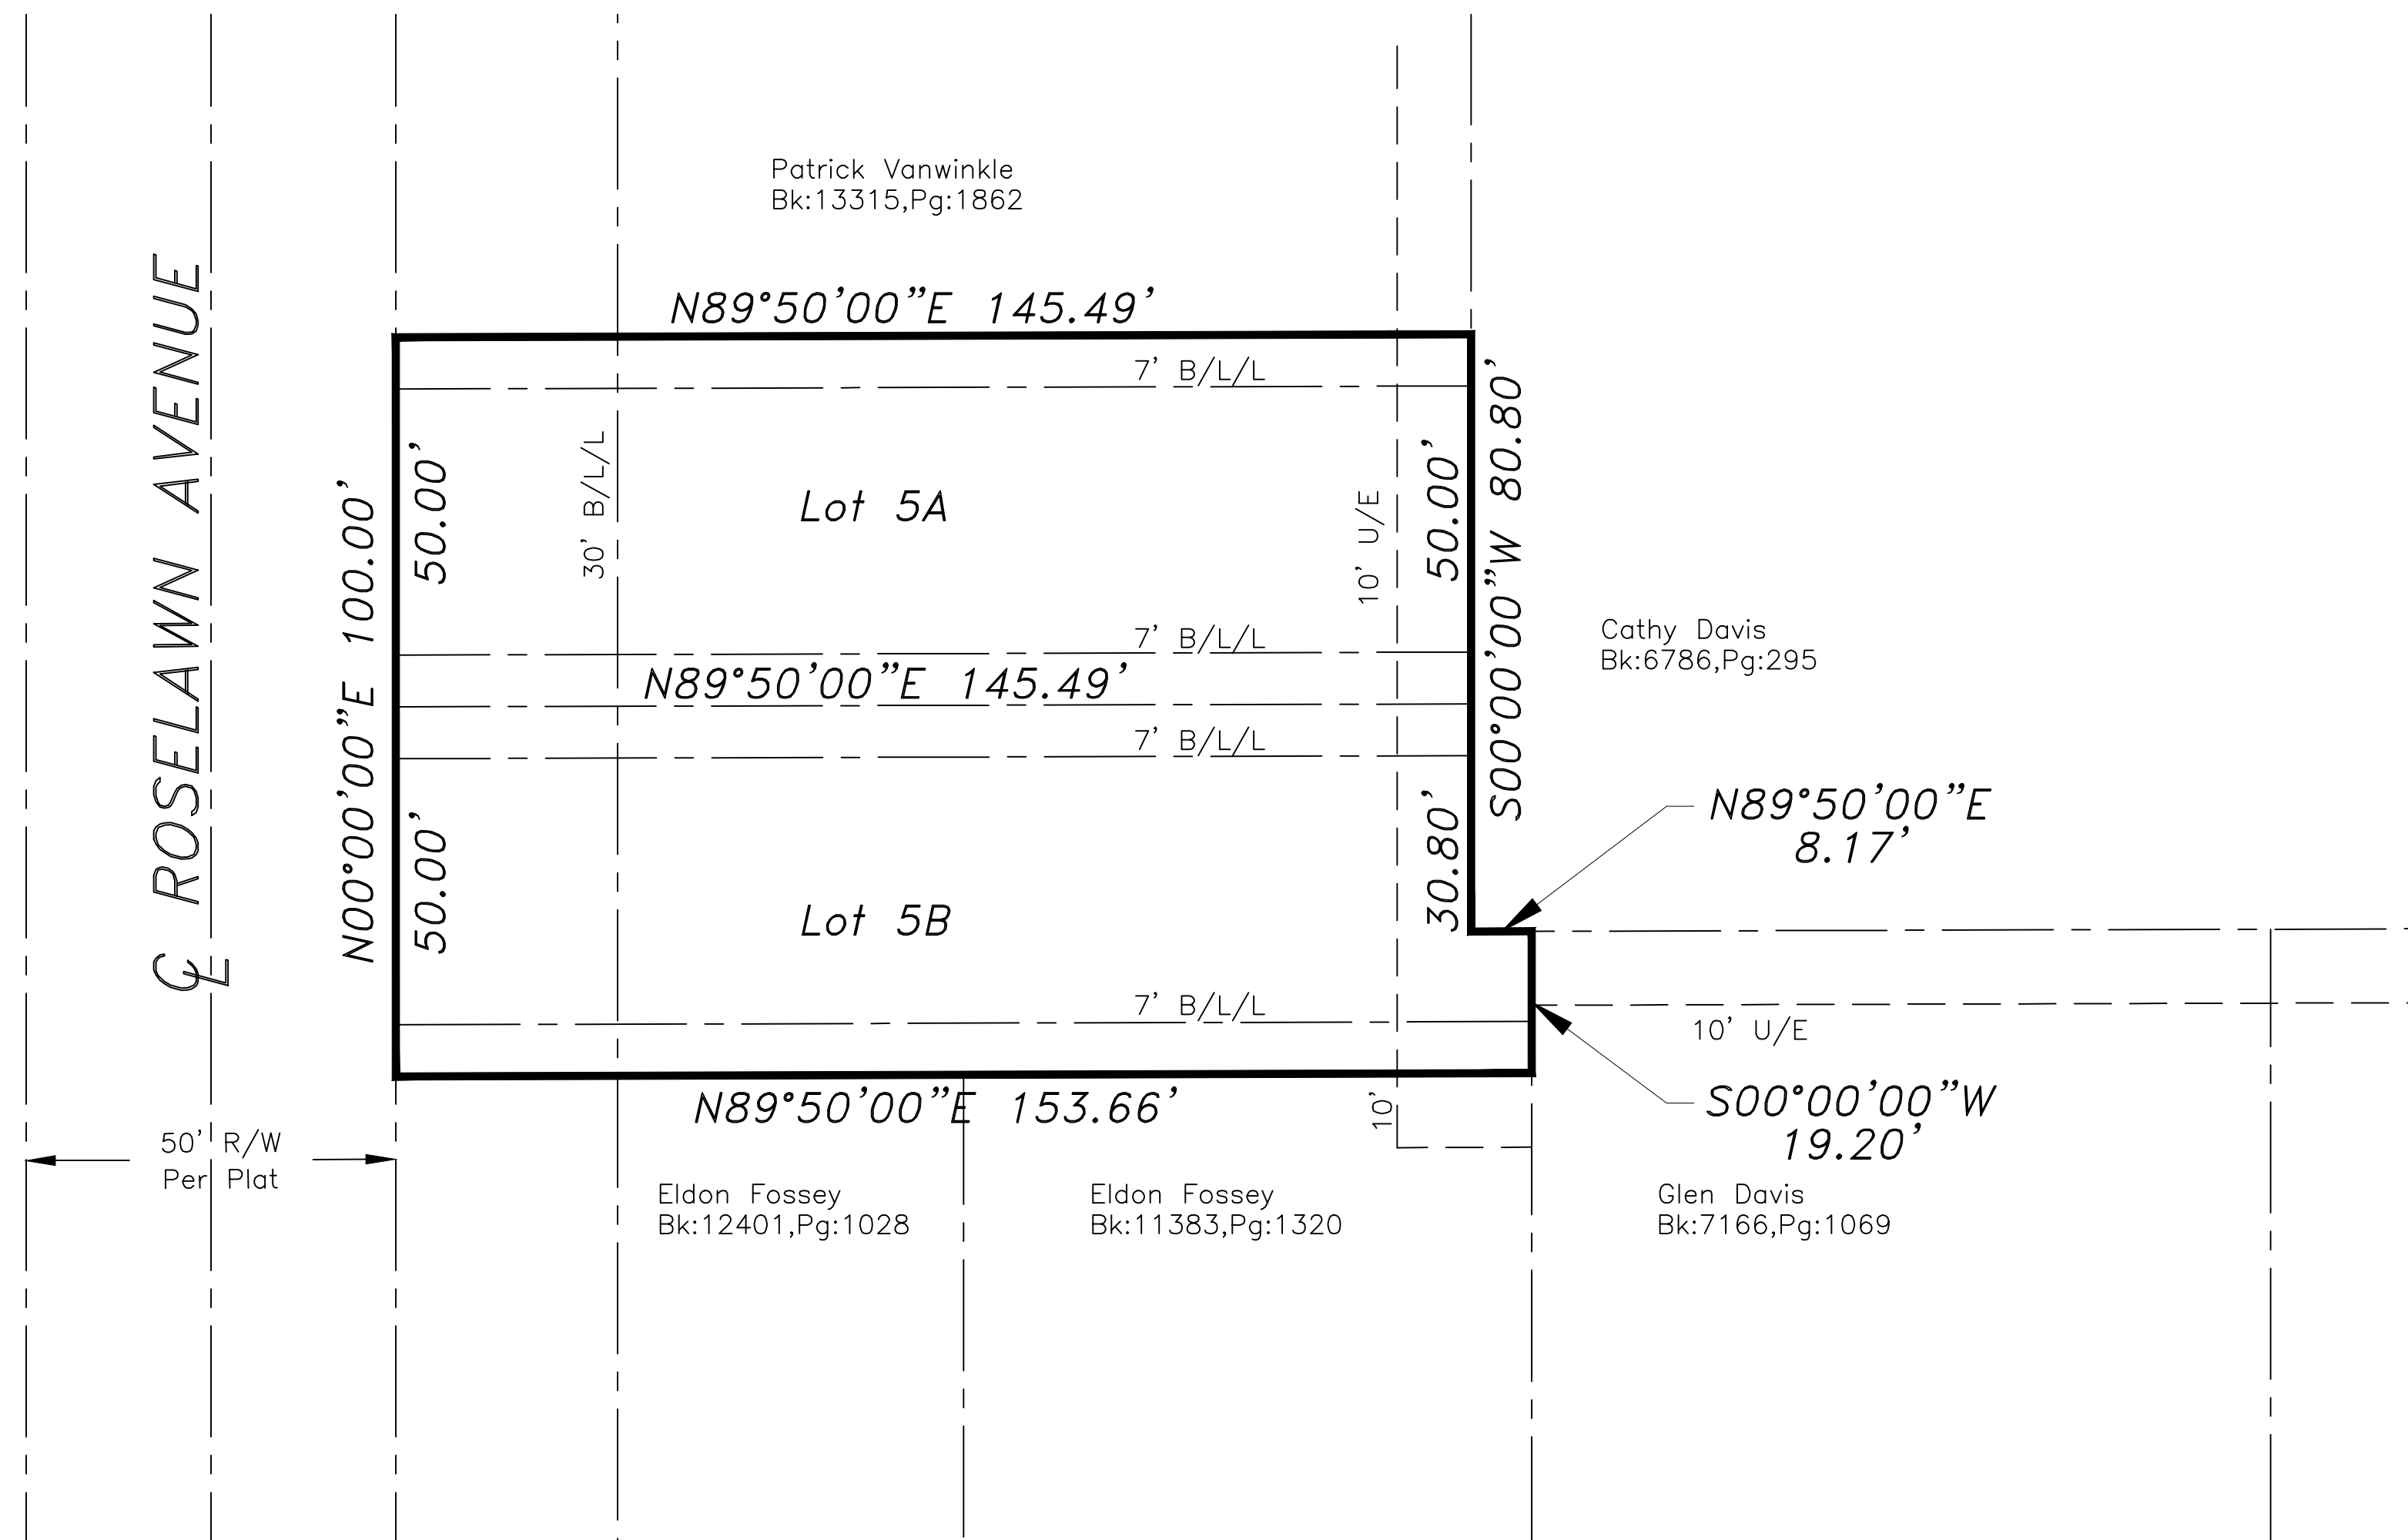 Patrick Vanwinkle
Bk:13315,Pg:1862
N89°50'00"E 145.49'
7' B/L/L
S00°00'00"W 80.80'
50.00'
30' B/L/L
Lot 5A
10' U/E
50.00'
℄ ROSELAWN AVENUE
N00°00'00"E 100.00'
7' B/L/L
N89°50'00"E 145.49'
Cathy Davis
Bk:6786,Pg:295
7' B/L/L
N89°50'00"E
8.17'
50.00'
Lot 5B
30.80'
7' B/L/L
10' U/E
N89°50'00"E 153.66'
10'
S00°00'00"W
19.20'
50' R/W
Per Plat
Eldon Fossey
Bk:12401,Pg:1028
Eldon Fossey
Bk:11383,Pg:1320
Glen Davis
Bk:7166,Pg:1069